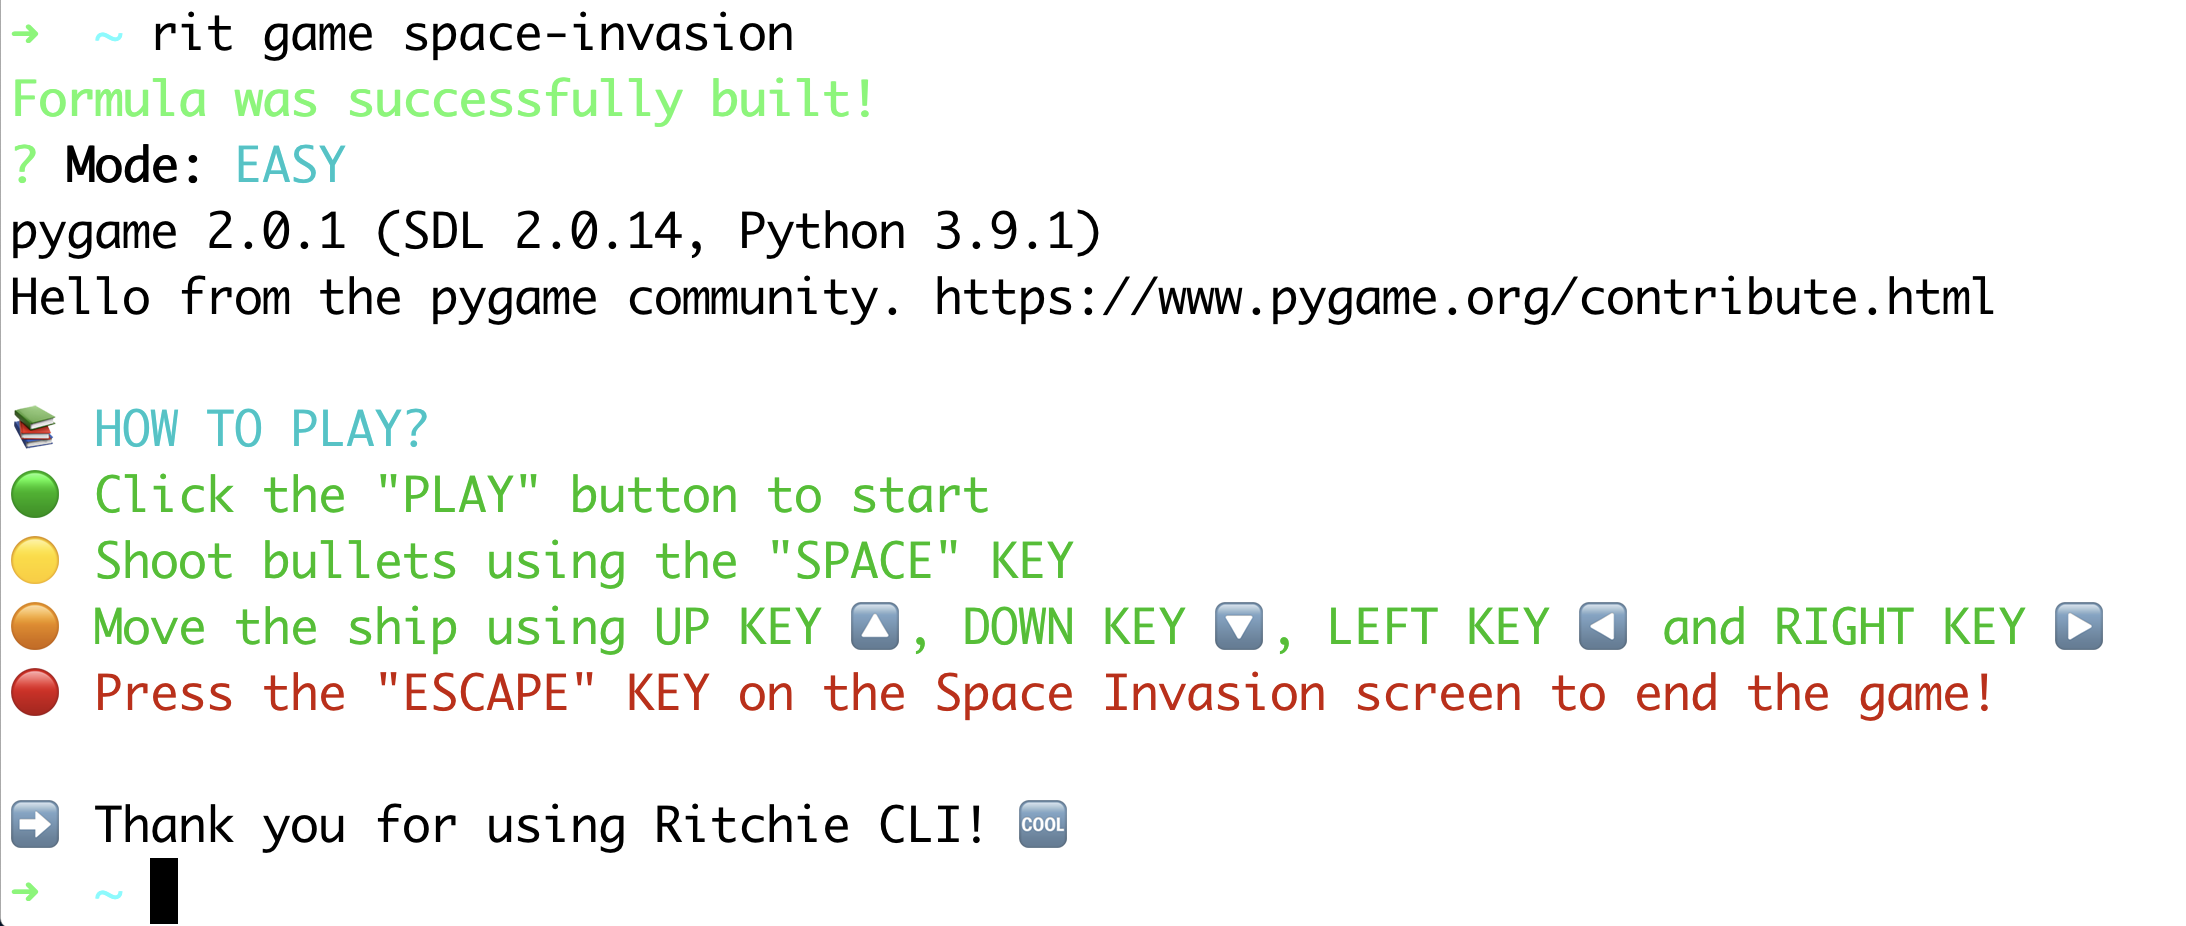 ➜ ~ rit game space-invasion
Formula was successfully built!
? Mode: EASY
pygame 2.0.1 (SDL 2.0.14, Python 3.9.1)
Hello from the pygame community. https://www.pygame.org/contribute.html
📚 HOW TO PLAY?
🟢 Click the "PLAY" button to start
🟡 Shoot bullets using the "SPACE" KEY
🟠 Move the ship using UP KEY 🔼, DOWN KEY 🔽, LEFT KEY ◀️ and RIGHT KEY ▶️
🔴 Press the "ESCAPE" KEY on the Space Invasion screen to end the game!
➡️ Thank you for using Ritchie CLI! 🆒
➜ ~